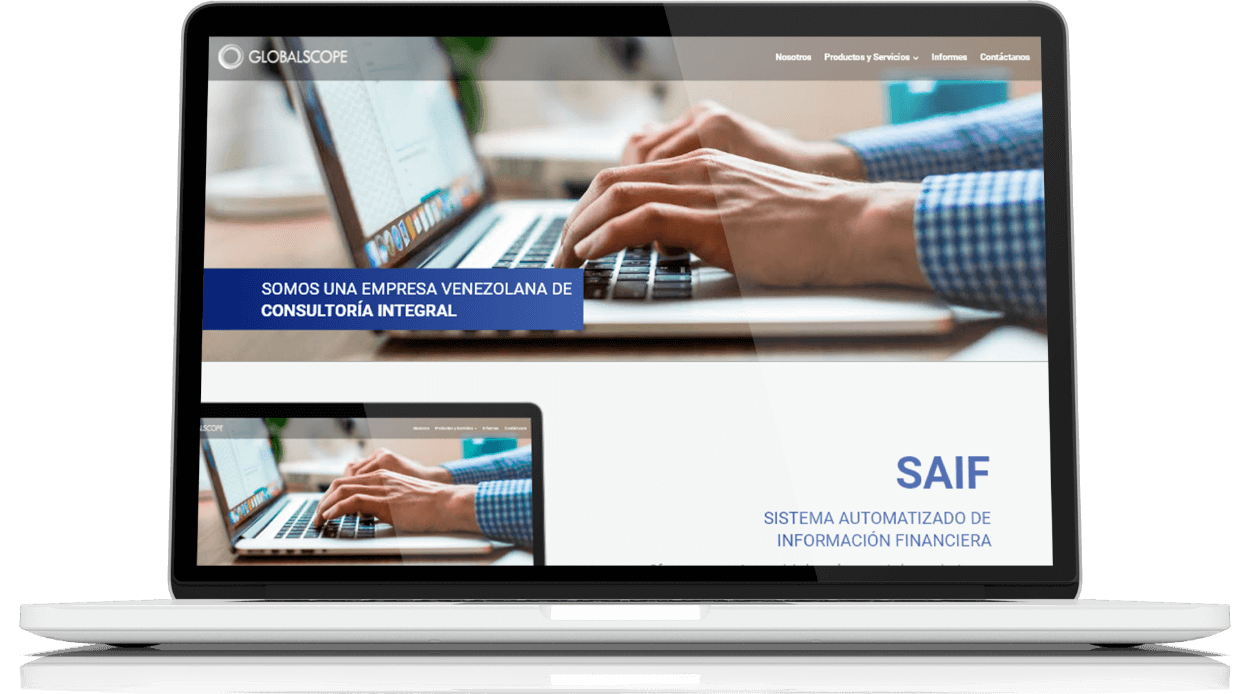 GLOBALSCOPE
Nosotros Productos y Servicios Informes Contáctanos
SOMOS UNA EMPRESA VENEZOLANA DE
CONSULTORÍA INTEGRAL
LSCOPE
Nosotros Productos y Servicios Informes Contáctanos
SAIF
SISTEMA AUTOMATIZADO DE
INFORMACIÓN FINANCIERA